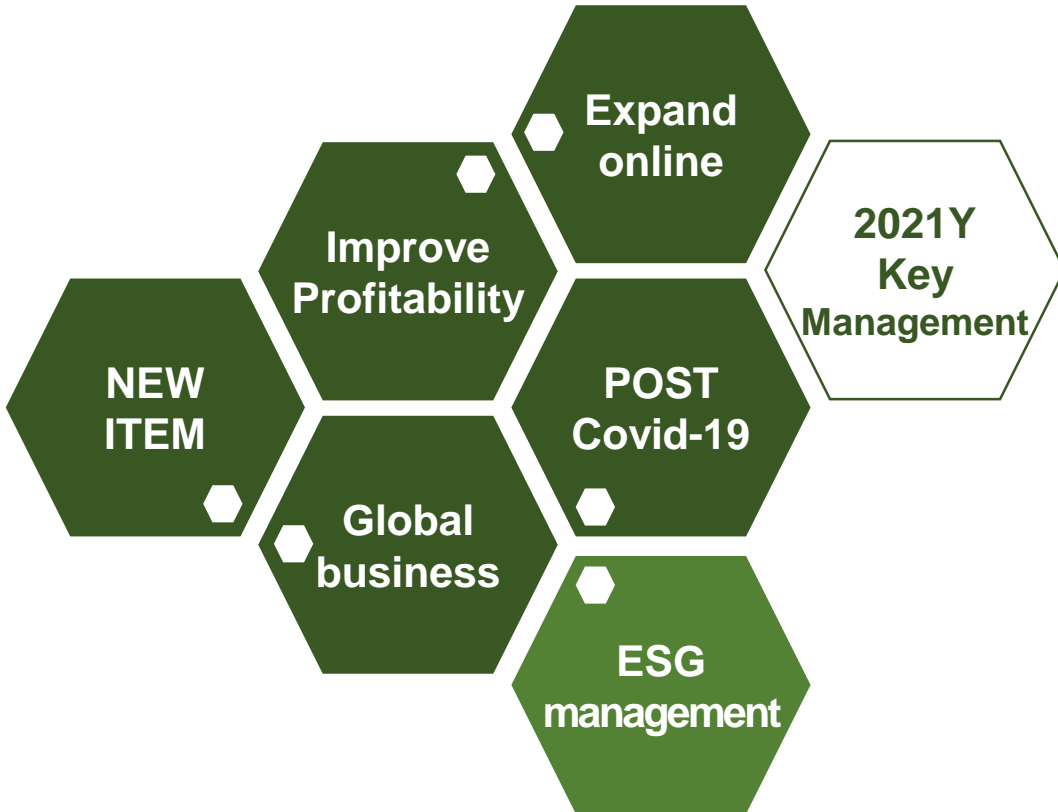 Expand
online
2021Y
Key
Management
Improve
Profitability
NEW
ITEM
POST
Covid-19
Global
business
ESG
management